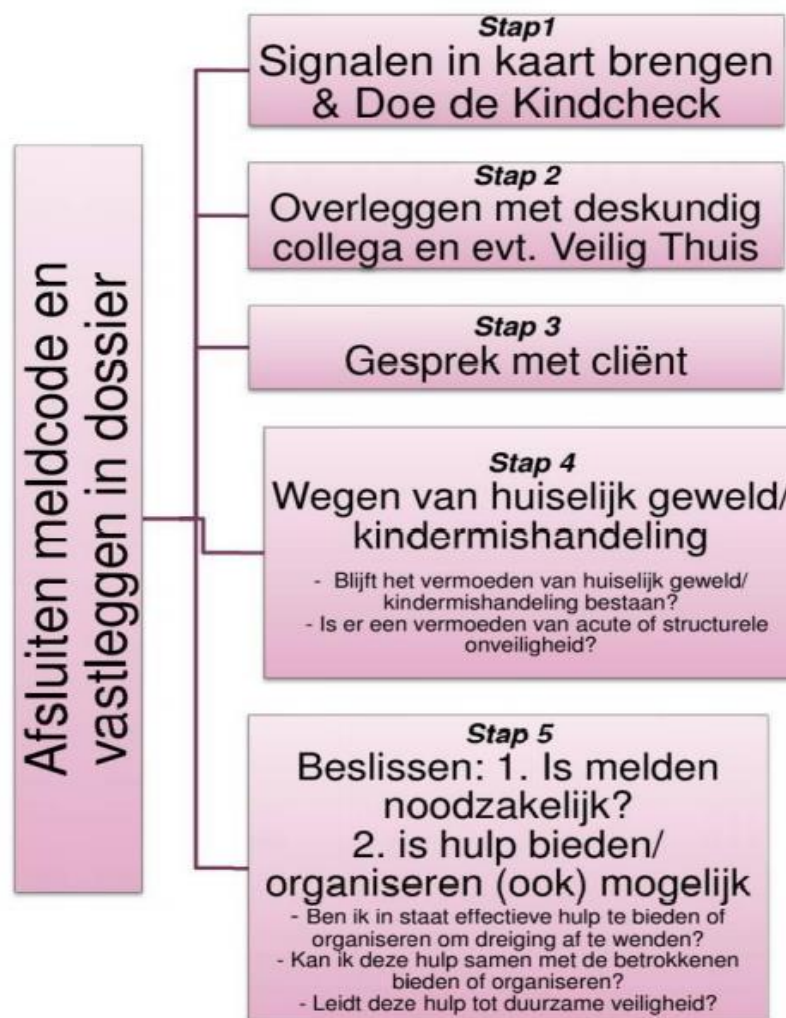 Afsluiten meldcode en
vastleggen in dossier
Stap1
Signalen in kaart brengen
& Doe de Kindcheck
Stap 2
Overleggen met deskundig
collega en evt. Veilig Thuis
Stap 3
Gesprek met cliënt
Stap 4
Wegen van huiselijk geweld/
kindermishandeling
- Blijft het vermoeden van huiselijk geweld/
kindermishandeling bestaan?
- Is er een vermoeden van acute of structurele
onveiligheid?
Stap 5
Beslissen: 1. Is melden
noodzakelijk?
2. is hulp bieden/
organiseren (ook) mogelijk
- Ben ik in staat effectieve hulp te bieden of
organiseren om dreiging af te wenden?
- Kan ik deze hulp samen met de betrokkenen
bieden of organiseren?
- Leidt deze hulp tot duurzame veiligheid?